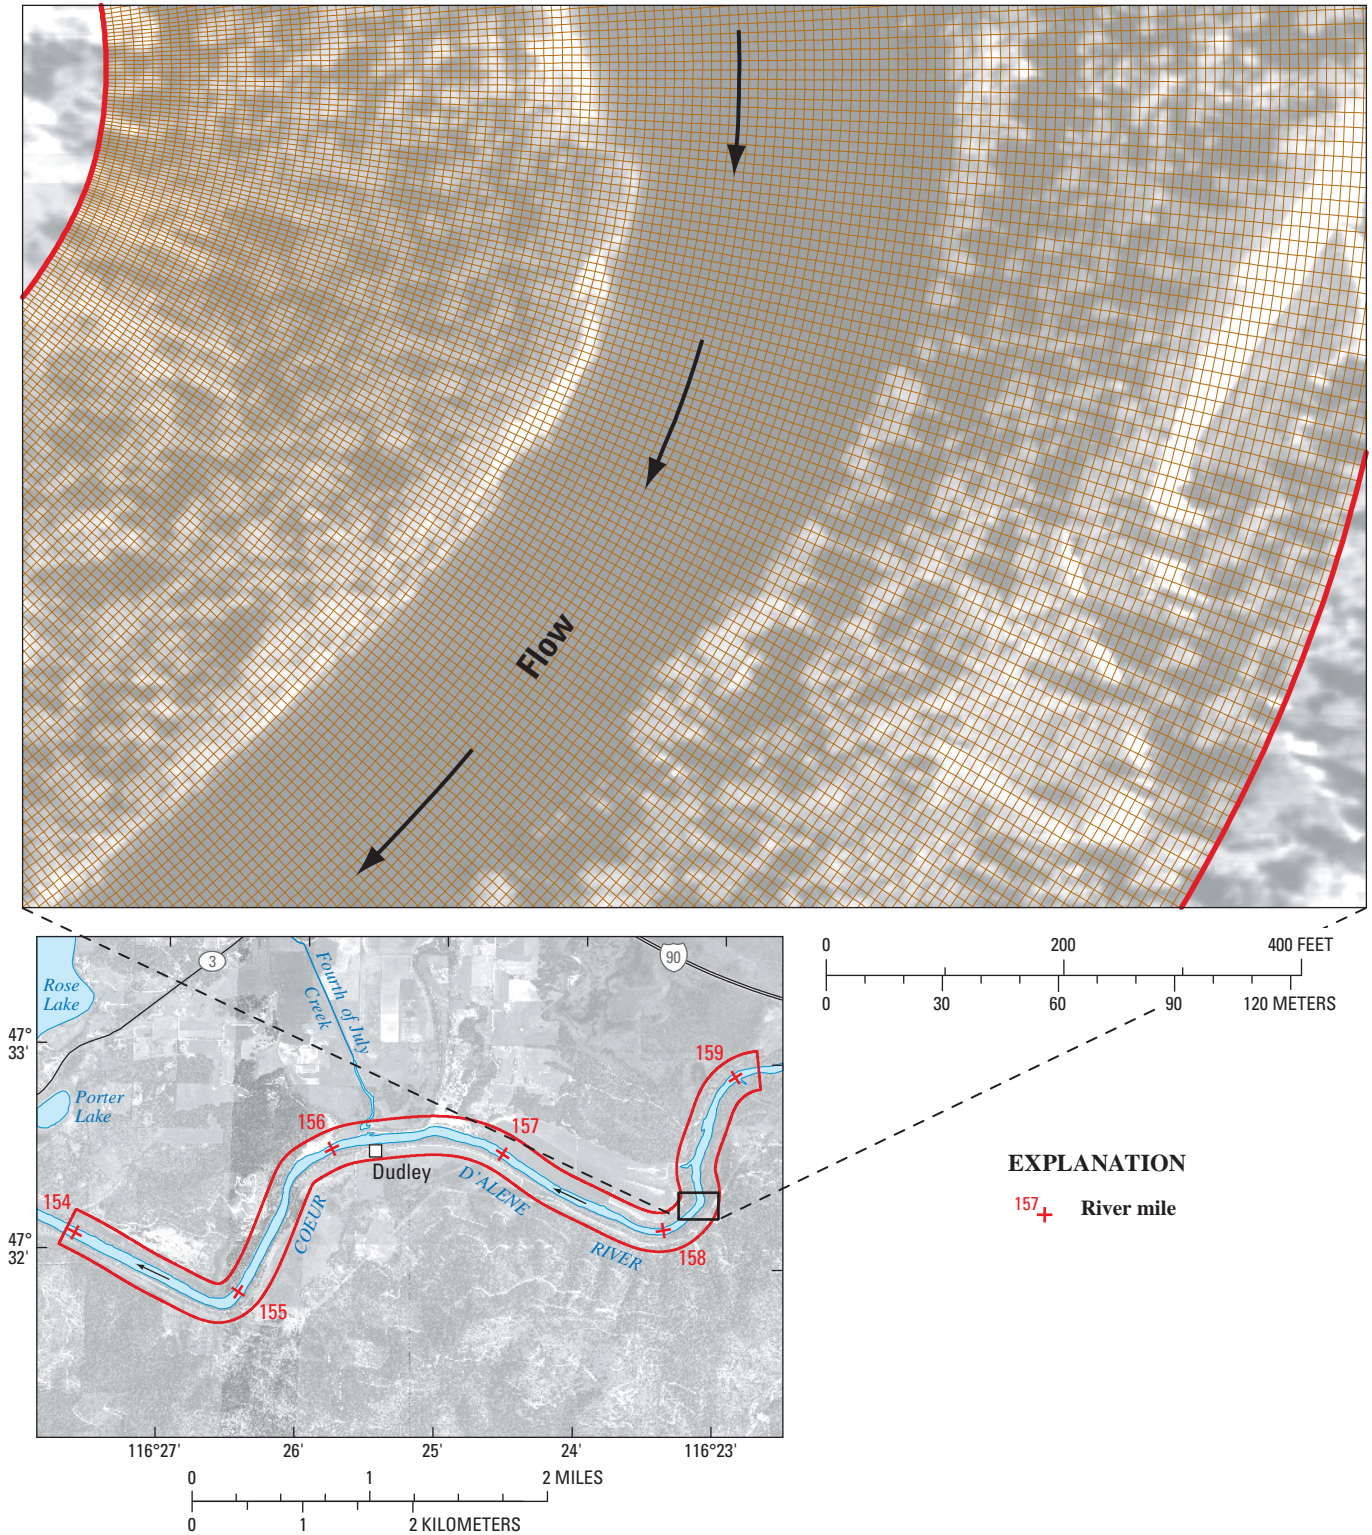 Flow
0 200 400 FEET
0 30 60 90 120 METERS
3
90
Rose
Lake
Fourth of July
Creek
47°
33'
Porter
Lake
159
156
157
Dudley
D'ALENE
COEUR
RIVER
154
158
155
47°
32'
EXPLANATION
157 River mile
116°27' 26' 25' 24' 116°23'
0 1 2 MILES
0 1 2 KILOMETERS